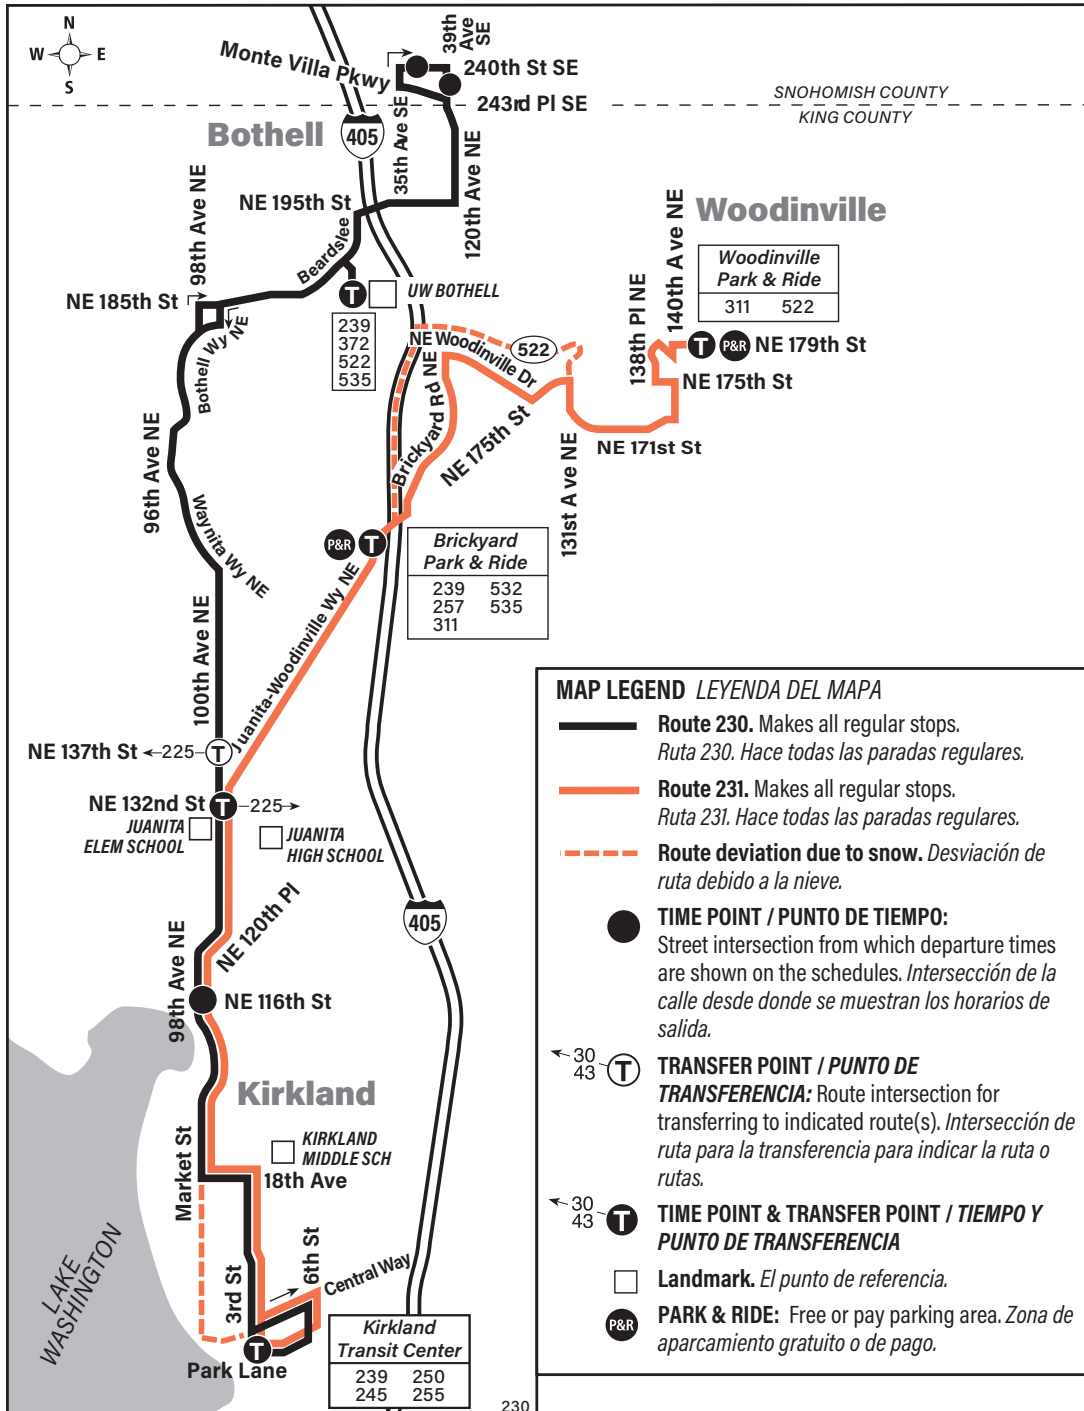 N
W E
S
Monte Villa Pkwy
39th
Ave
SE
240th St SE
243rd Pl SE
SNOHOMISH COUNTY
KING COUNTY
Bothell
405
35th Ave SE
120th Ave NE
NE 195th St
98th Ave NE
Beardslee
NE 185th St
Bothell Wy NE
T
UW BOTHELL
239
372
522
535
Woodinville
140th Ave NE
138th Pl NE
Woodinville
Park & Ride
311 522
T P&R NE 179th St
NE 175th St
NE Woodinville Dr
522
Brickyard Rd NE
NE 175th St
131st Ave NE
NE 171st St
96th Ave NE
Waynita Wy NE
P&R T
Brickyard
Park & Ride
239 532
257 535
311
Juanita-Woodinville Wy NE
100th Ave NE
NE 137th St 225 T
NE 132nd St T 225
JUANITA
ELEM SCHOOL
JUANITA
HIGH SCHOOL
405
NE 120th Pl
98th Ave NE
NE 116th St
Kirkland
KIRKLAND
MIDDLE SCH
Market St
18th Ave
LAKE
WASHINGTON
3rd St
6th St
Central Way
T
Park Lane
Kirkland
Transit Center
239 250
245 255
230
MAP LEGEND LEYENDA DEL MAPA
Route 230. Makes all regular stops.
Ruta 230. Hace todas las paradas regulares.
Route 231. Makes all regular stops.
Ruta 231. Hace todas las paradas regulares.
Route deviation due to snow. Desviación de
ruta debido a la nieve.
TIME POINT / PUNTO DE TIEMPO:
Street intersection from which departure times
are shown on the schedules. Intersección de la
calle desde donde se muestran los horarios de
salida.
30
43 T
TRANSFER POINT / PUNTO DE
TRANSFERENCIA: Route intersection for
transferring to indicated route(s). Intersección de
ruta para la transferencia para indicar la ruta o
rutas.
30
43 T
TIME POINT & TRANSFER POINT / TIEMPO Y
PUNTO DE TRANSFERENCIA
Landmark. El punto de referencia.
P&R
PARK & RIDE: Free or pay parking area. Zona de
aparcamiento gratuito o de pago.